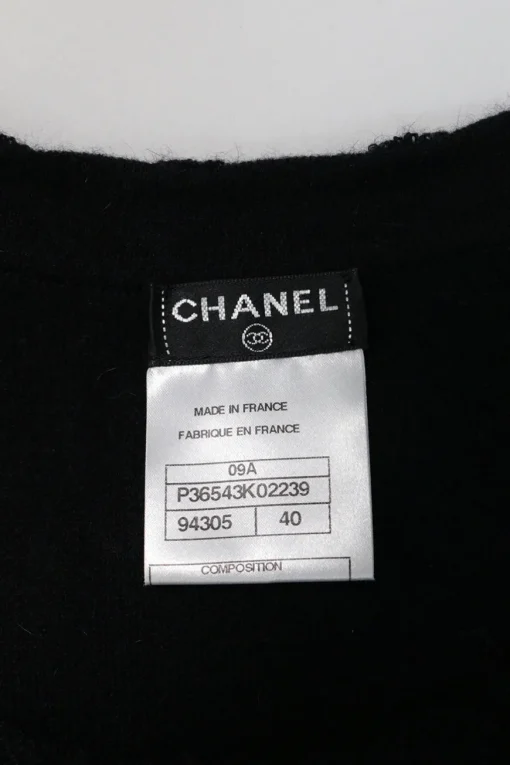 CHANEL
MADE IN FRANCE
FABRIQUE EN FRANCE
09A
P36543K02239
94305 40
COMPOSITION